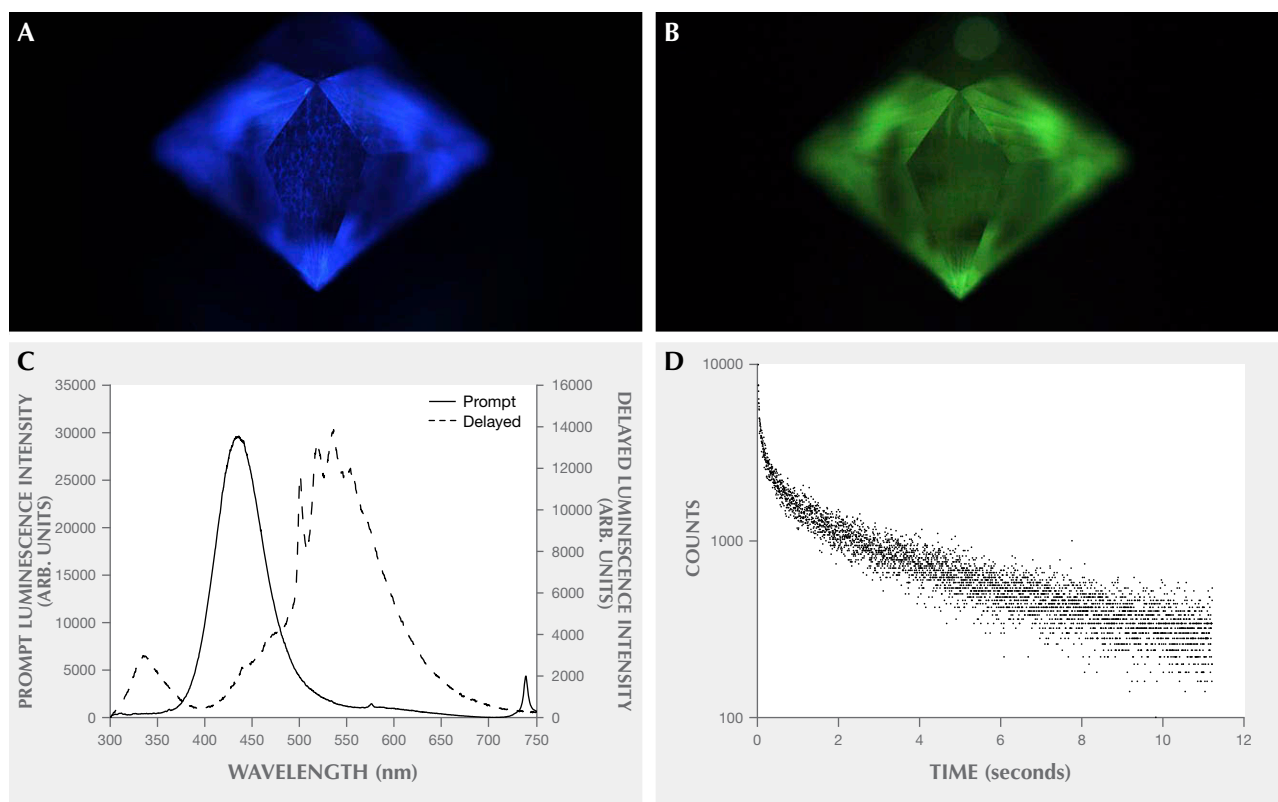 A
B
C
PROMPT LUMINESCENCE INTENSITY
(ARB. UNITS)
35000
30000
25000
20000
15000
10000
5000
0
Prompt
Delayed
16000
14000
12000
10000
8000
6000
4000
2000
0
DELAYED LUMINESCENCE INTENSITY
(ARB. UNITS)
300 350 400 450 500 550 600 650 700 750
WAVELENGTH (nm)
D
COUNTS
10000
1000
100
0 2 4 6 8 10 12
TIME (seconds)